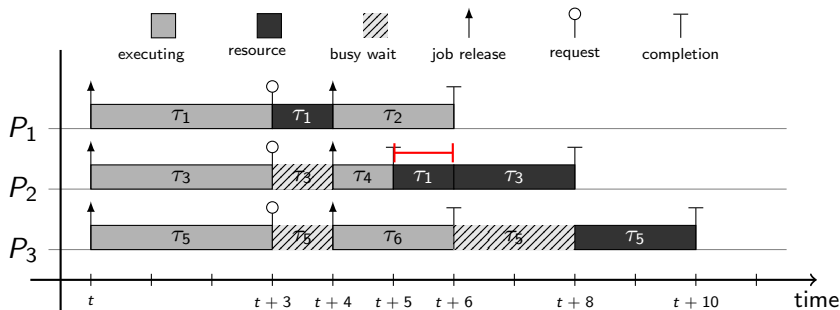 executing resource busy wait job release request completion
P1 τ1 τ1 τ2
P2 τ3 τ3 τ4 τ1 τ3
P3 τ5 τ5 τ6 τ5 τ5
t t + 3 t + 4 t + 5 t + 6 t + 8 t + 10 time